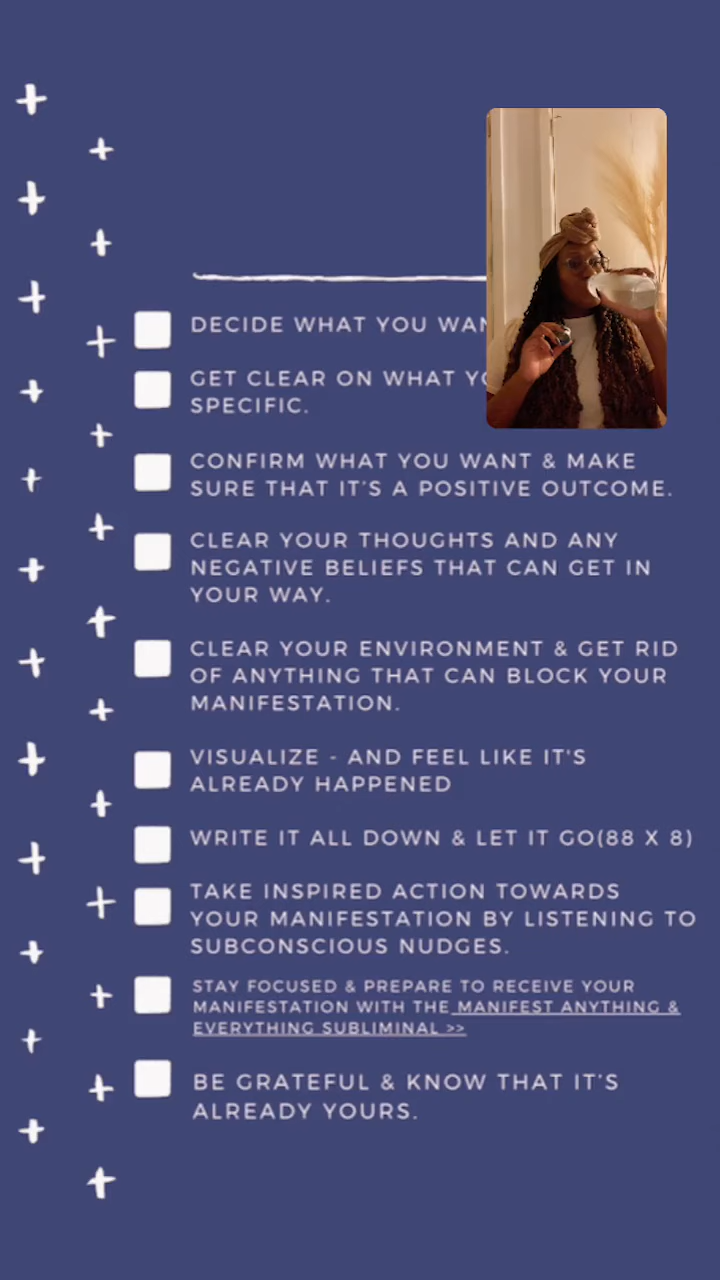 DECIDE WHAT YOU
GET CLEAR ON WHAT
SPECIFIC.
CONFIRM WHAT YOU WANT & MAKE
SURE THAT IT'S A POSITIVE OUTCOME.
CLEAR YOUR THOUGHTS AND ANY
NEGATIVE BELIEFS THAT CAN GET IN
YOUR WAY.
CLEAR YOUR ENVIRONMENT & GET RID
OF ANYTHING THAT CAN BLOCK YOUR
MANIFESTATION.
VISUALIZE - AND FEEL LIKE IT'S
ALREADY HAPPENED
WRITE IT ALL DOWN & LET IT GO(88 X 8)
TAKE INSPIRED ACTION TOWARDS
YOUR MANIFESTATION BY LISTENING TO
SUBCONSCIOUS NUDGES.
STAY FOCUSED & PREPARE TO RECEIVE YOUR
MANIFESTATION WITH THE MANIFEST ANYTHING &
EVERYTHING SUBLIMINAL >>
BE GRATEFUL & KNOW THAT IT'S
ALREADY YOURS.